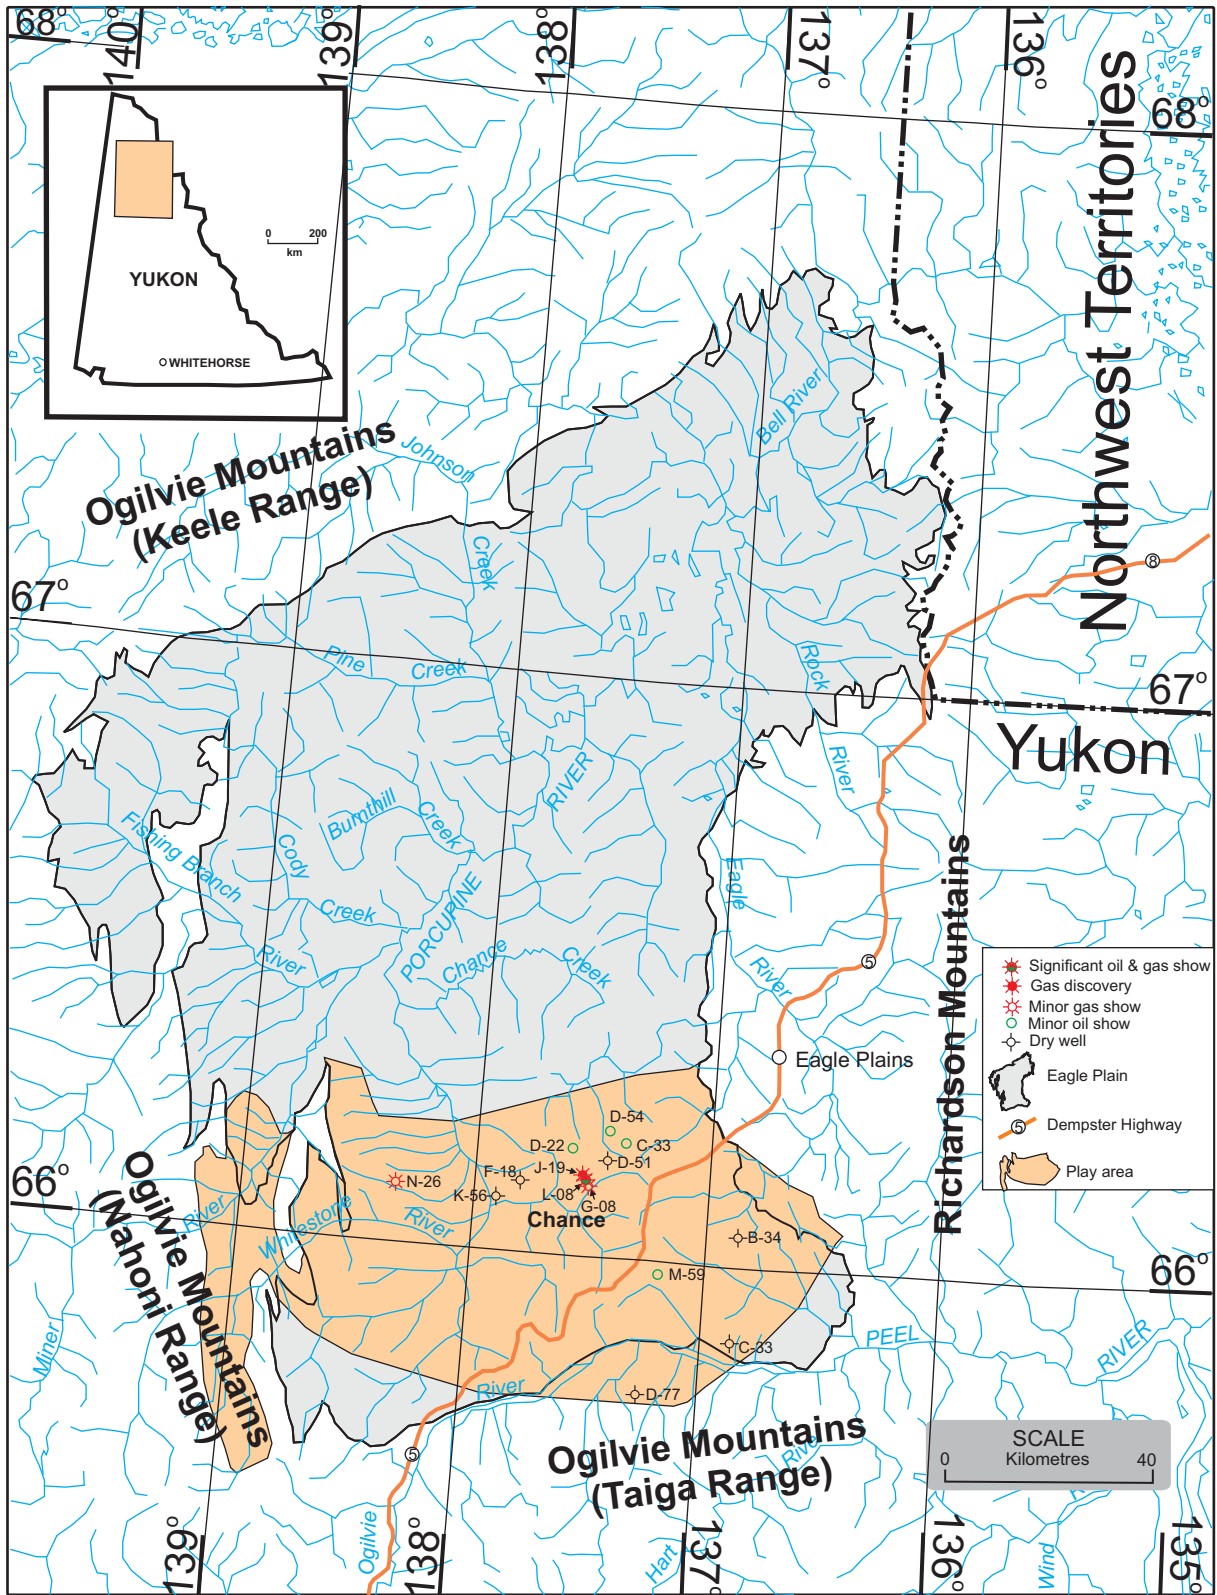 68°
140°
139°
138°
137°
136°
68°
Northwest Territories
0 200
km
YUKON
WHITEHORSE
Bell River
Ogilvie Mountains
(Keele Range)
Johnson
Creek
8
67°
Pine
Creek
Rock
River
67°
Yukon
RIVER
Burnthill
Creek
Fishing Branch
River
Cody
Creek
PORCUPINE
Chance
Creek
Eagle
River
5
Richardson Mountains
Significant oil & gas show
Gas discovery
Minor gas show
Minor oil show
Dry well
Eagle Plain
5
Dempster Highway
Play area
Eagle Plains
D-54
D-22
C-33
D-51
J-19
F-18
N-26
K-56
L-08
G-08
Chance
66°
River
Whitestone
River
B-34
M-59
66°
Ogilvie Mountains
(Nahoni Range)
Miner
C-33
PEEL
RIVER
River
D-77
Ogilvie Mountains
(Taiga Range)
River
SCALE
Kilometres
0 40
5
Ogilvie
Hart
Wind
139°
138°
137°
136°
135°